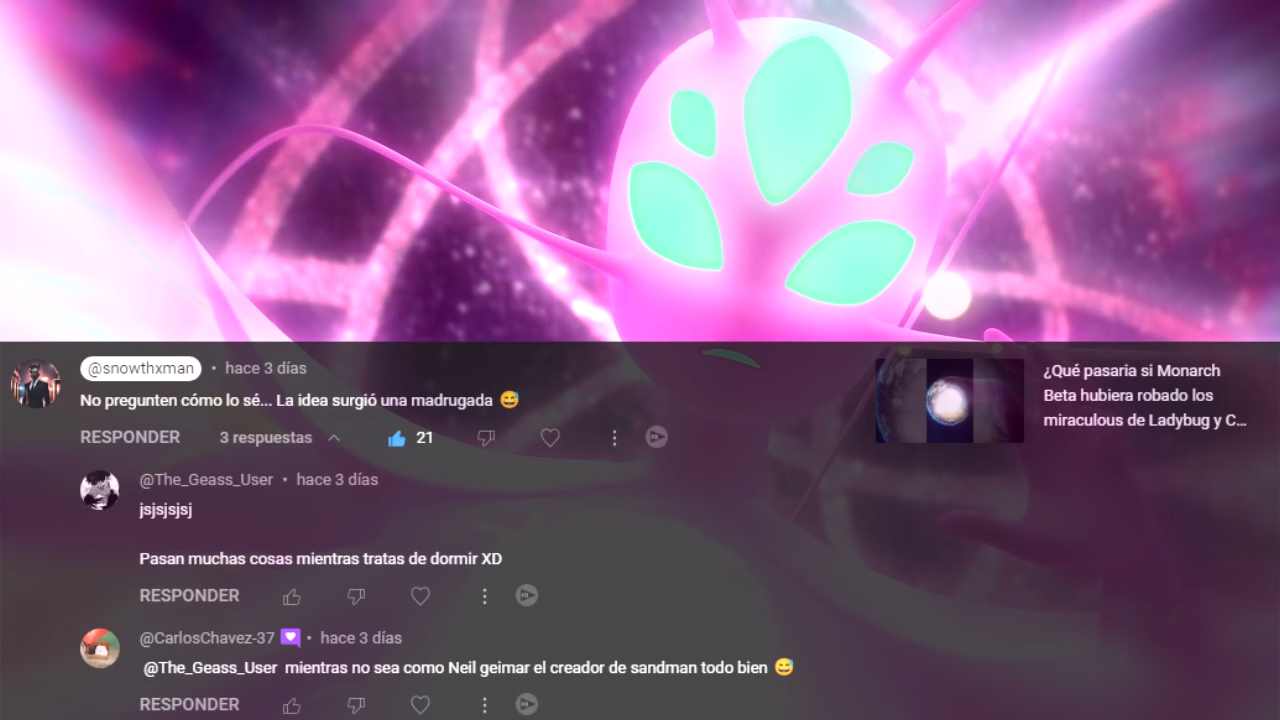 @snowthxman • hace 3 días
No pregunten cómo lo sé... La idea surgió una madrugada 😅
RESPONDER 3 respuestas 21
¿Qué pasaria si Monarch
Beta hubiera robado los
miraculous de Ladybug y C...
@The_Geass_User • hace 3 días
jsjsjsjsj
Pasan muchas cosas mientras tratas de dormir XD
RESPONDER
@CarlosChavez-37 • hace 3 días
@The_Geass_User mientras no sea como Neil geimar el creador de sandman todo bien 😅
RESPONDER